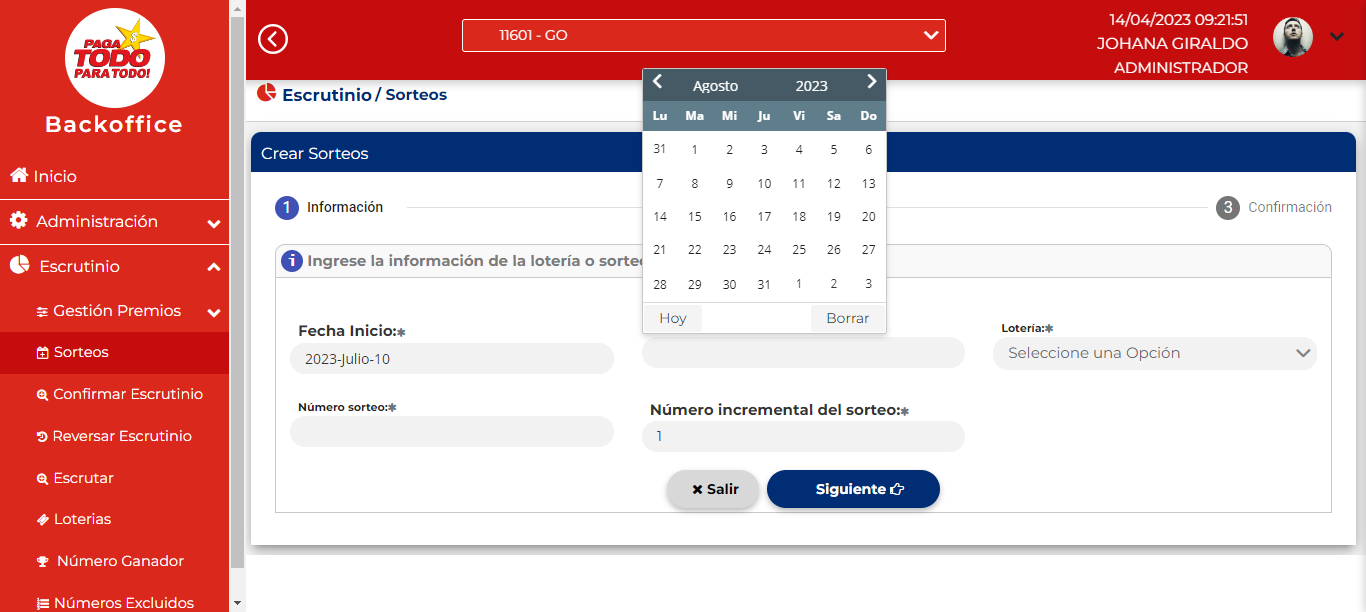 PAGA
TODO
PARA TODO!
Backoffice
Inicio
Administración
Escrutinio
Gestión Premios
Sorteos
Confirmar Escrutinio
Reversar Escrutinio
Escrutar
Loterias
Número Ganador
Números Excluidos
11601 - GO
14/04/2023 09:21:51
JOHANA GIRALDO
ADMINISTRADOR
Escrutinio / Sorteos
Crear Sorteos
1 Información
3 Confirmación
Ingrese la información de la lotería o sorteo
Agosto 2023
Lu Ma Mi Ju Vi Sa Do
31 1 2 3 4 5 6
7 8 9 10 11 12 13
14 15 16 17 18 19 20
21 22 23 24 25 26 27
28 29 30 31 1 2 3
Hoy Borrar
Fecha Inicio:*
2023-Julio-10
Lotería:*
Seleccione una Opción
Número sorteo:*
Número incremental del sorteo:*
1
Salir
Siguiente